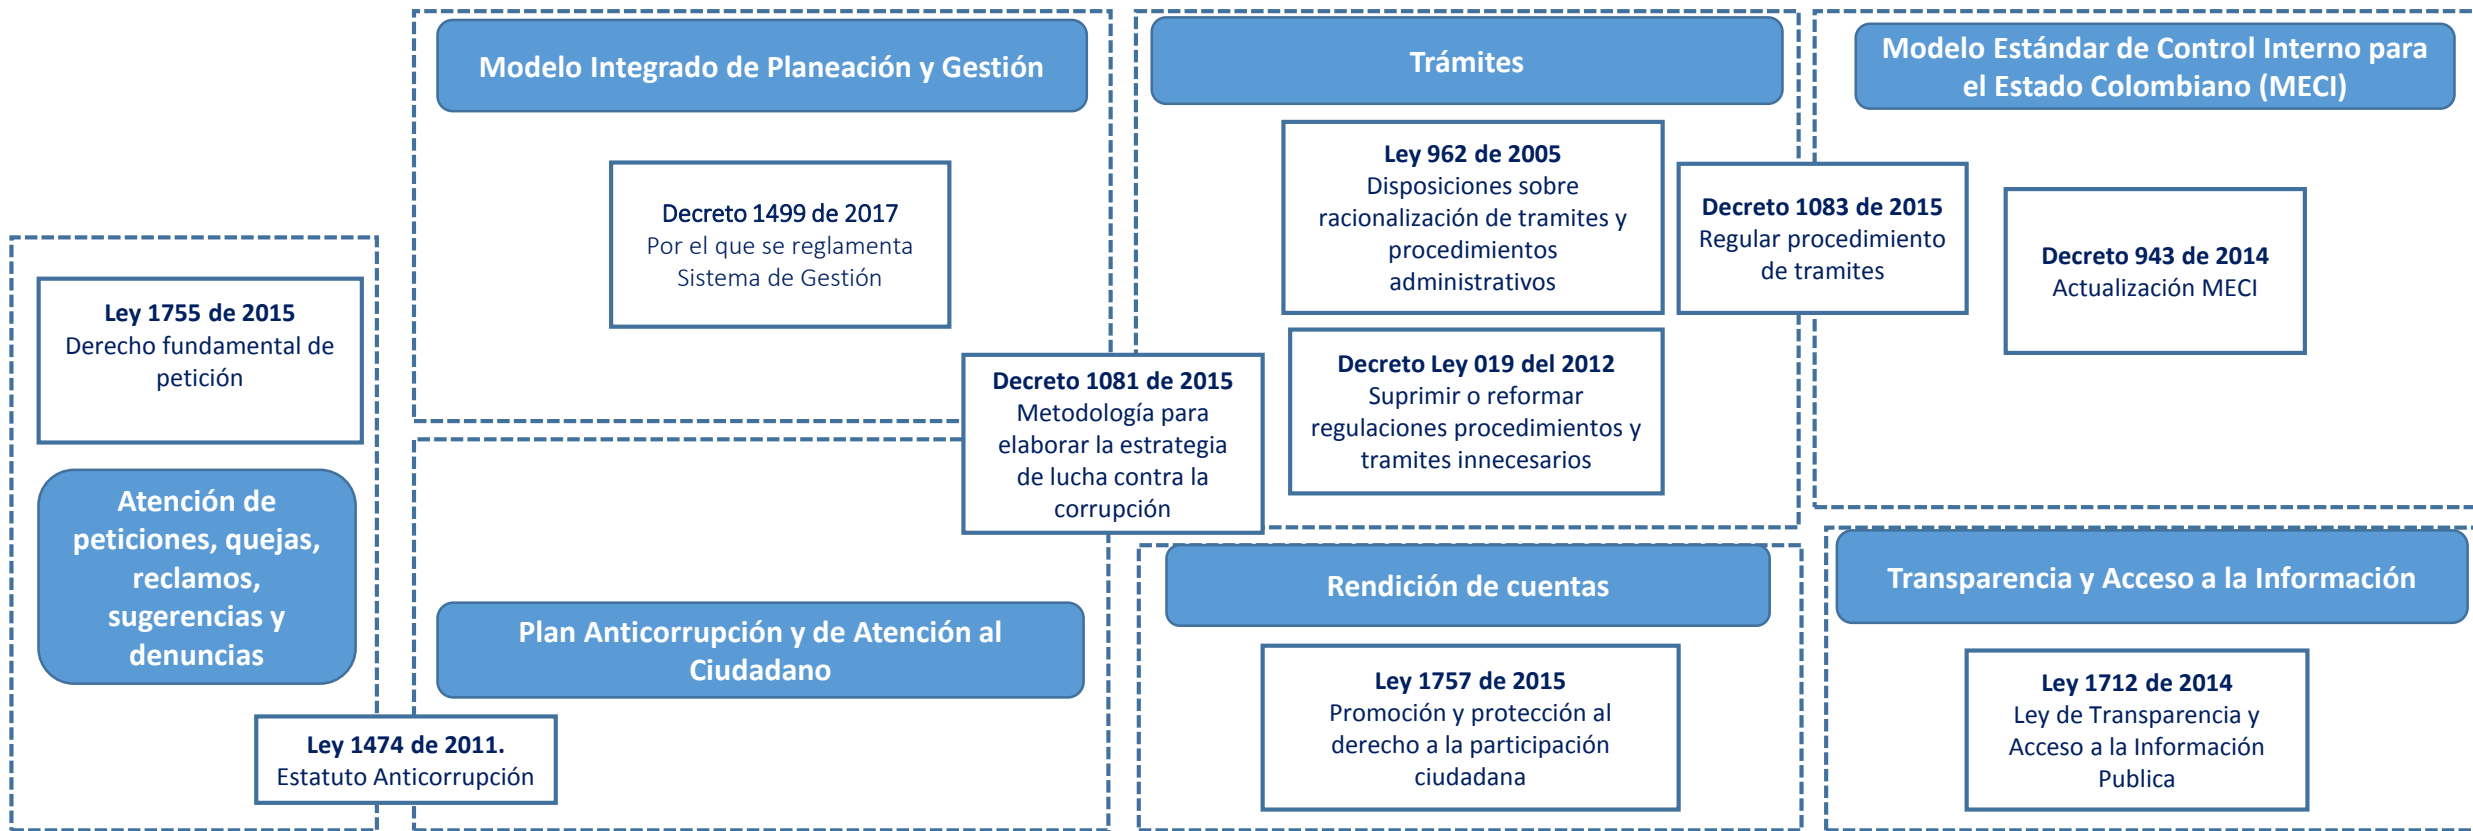 Modelo Integrado de Planeación y Gestión
Decreto 1499 de 2017
Por el que se reglamenta
Sistema de Gestión
Trámites
Ley 962 de 2005
Disposiciones sobre
racionalización de tramites y
procedimientos
administrativos
Decreto Ley 019 del 2012
Suprimir o reformar
regulaciones procedimientos y
tramites innecesarios
Decreto 1083 de 2015
Regular procedimiento
de tramites
Modelo Estándar de Control Interno para
el Estado Colombiano (MECI)
Decreto 943 de 2014
Actualización MECI
Ley 1755 de 2015
Derecho fundamental de
petición
Atención de
peticiones, quejas,
reclamos,
sugerencias y
denuncias
Ley 1474 de 2011.
Estatuto Anticorrupción
Decreto 1081 de 2015
Metodología para
elaborar la estrategia
de lucha contra la
corrupción
Plan Anticorrupción y de Atención al
Ciudadano
Rendición de cuentas
Ley 1757 de 2015
Promoción y protección al
derecho a la participación
ciudadana
Transparencia y Acceso a la Información
Ley 1712 de 2014
Ley de Transparencia y
Acceso a la Información
Publica